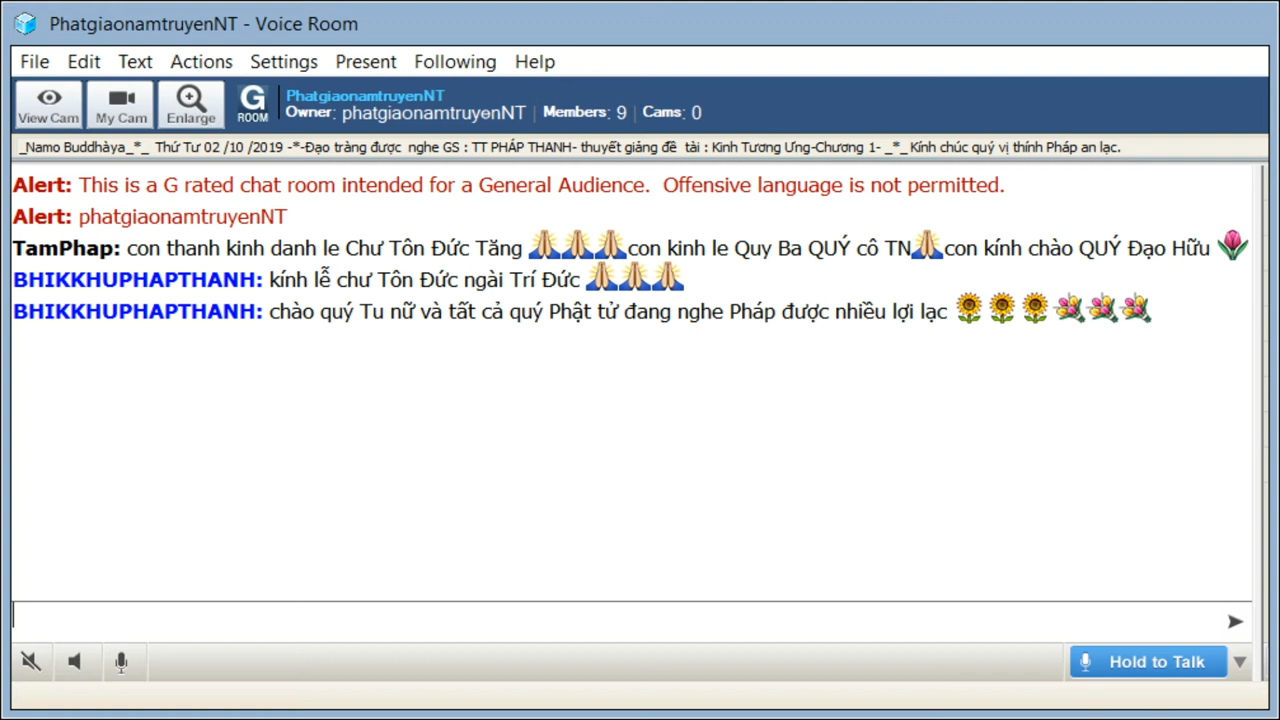 PhatgiaonamtruyenNT - Voice Room
File Edit Text Actions Settings Present Following Help
View Cam My Cam Enlarge G ROOM
PhatgiaonamtruyenNT
Owner: phatgiaonamtruyenNT | Members: 9 | Cams: 0
_Namo Buddhàya_*_ Thứ Tư 02 /10 /2019 -*-Đạo tràng được nghe GS : TT PHÁP THANH- thuyết giảng đề tài : Kinh Tương Ưng-Chương 1- _*_ Kính chúc quý vị thính Pháp an lạc.
Alert: This is a G rated chat room intended for a General Audience. Offensive language is not permitted.
Alert: phatgiaonamtruyenNT
TamPhap: con thanh kinh danh le Chư Tôn Đức Tăng 🙏🙏🙏con kinh le Quy Ba QUÝ cô TN🙏con kính chào QUÝ Đạo Hữu 🌷
BHIKKHUPHAPTHANH: kính lễ chư Tôn Đức ngài Trí Đức 🙏🙏🙏
BHIKKHUPHAPTHANH: chào quý Tu nữ và tất cả quý Phật tử đang nghe Pháp được nhiều lợi lạc 🌻🌻🌻💐💐💐
Hold to Talk